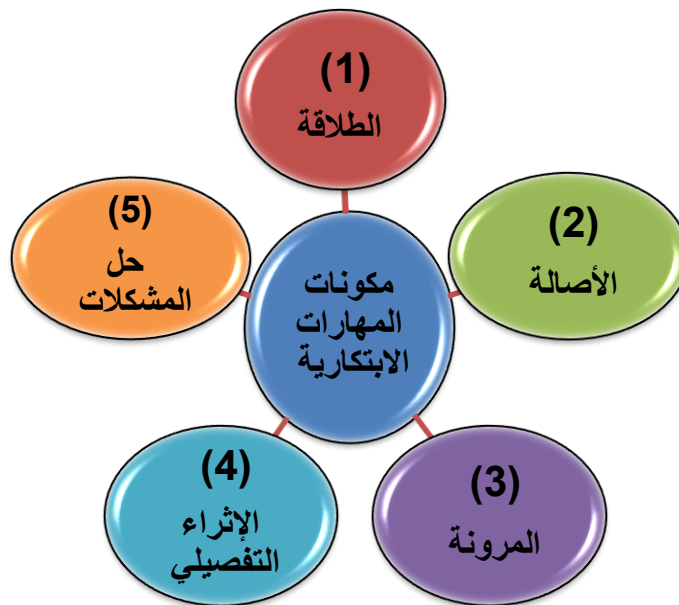 (1)
الطلاقة
(2)
الأصالة
(3)
المرونة
(4)
الإثراء
التفصيلي
(5)
حل
المشكلات
مكونات
المهارات
الابتكارية